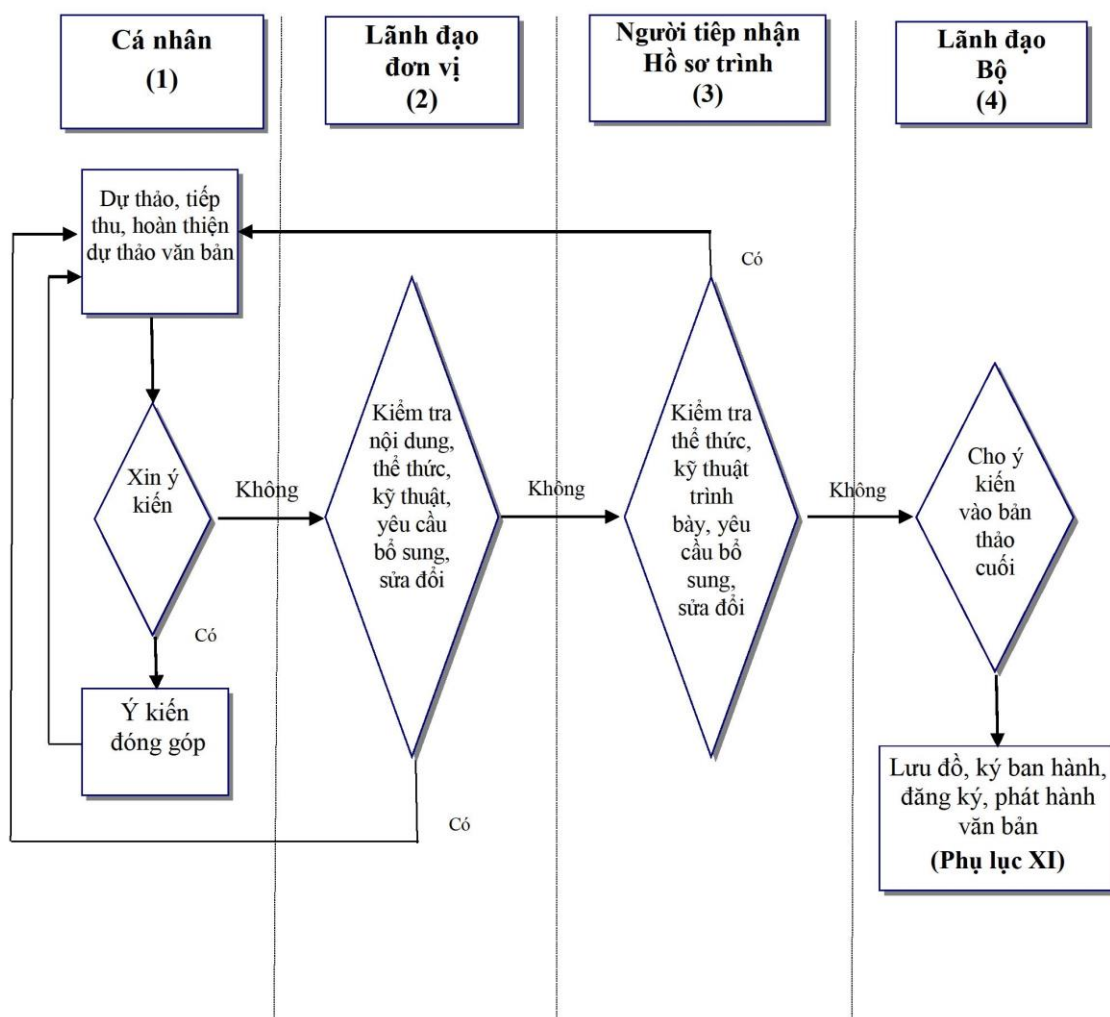 Cá nhân
(1)
Lãnh đạo
đơn vị
(2)
Người tiêp nhận
Hồ sơ trình
(3)
Lãnh đạo
Bộ
(4)
Dự thảo, tiếp
thu, hoàn thiện
dự thảo văn bản
Có
Xin ý
kiến
Không
Kiểm tra
nội dung,
thể thức,
kỹ thuật,
yêu cầu
bổ sung,
sửa đổi
Không
Kiểm tra
thể thức,
kỹ thuật
trình
bày, yêu
cầu bổ
sung,
sửa đổi
Không
Cho ý
kiến
vào bản
thảo
cuối
Có
Ý kiến
đóng góp
Có
Lưu đồ, ký ban hành,
đăng ký, phát hành
văn bản
(Phụ lục XI)